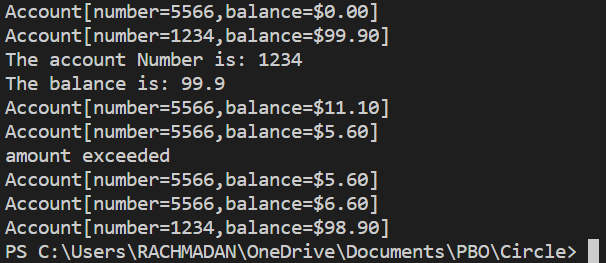 Account[number=5566,balance=$0.00]
Account[number=1234,balance=$99.90]
The account Number is: 1234
The balance is: 99.9
Account[number=5566,balance=$11.10]
Account[number=5566,balance=$5.60]
amount exceeded
Account[number=5566,balance=$5.60]
Account[number=5566,balance=$6.60]
Account[number=1234,balance=$98.90]
PS C:\Users\RACHMADAN\OneDrive\Documents\PBO\Circle>